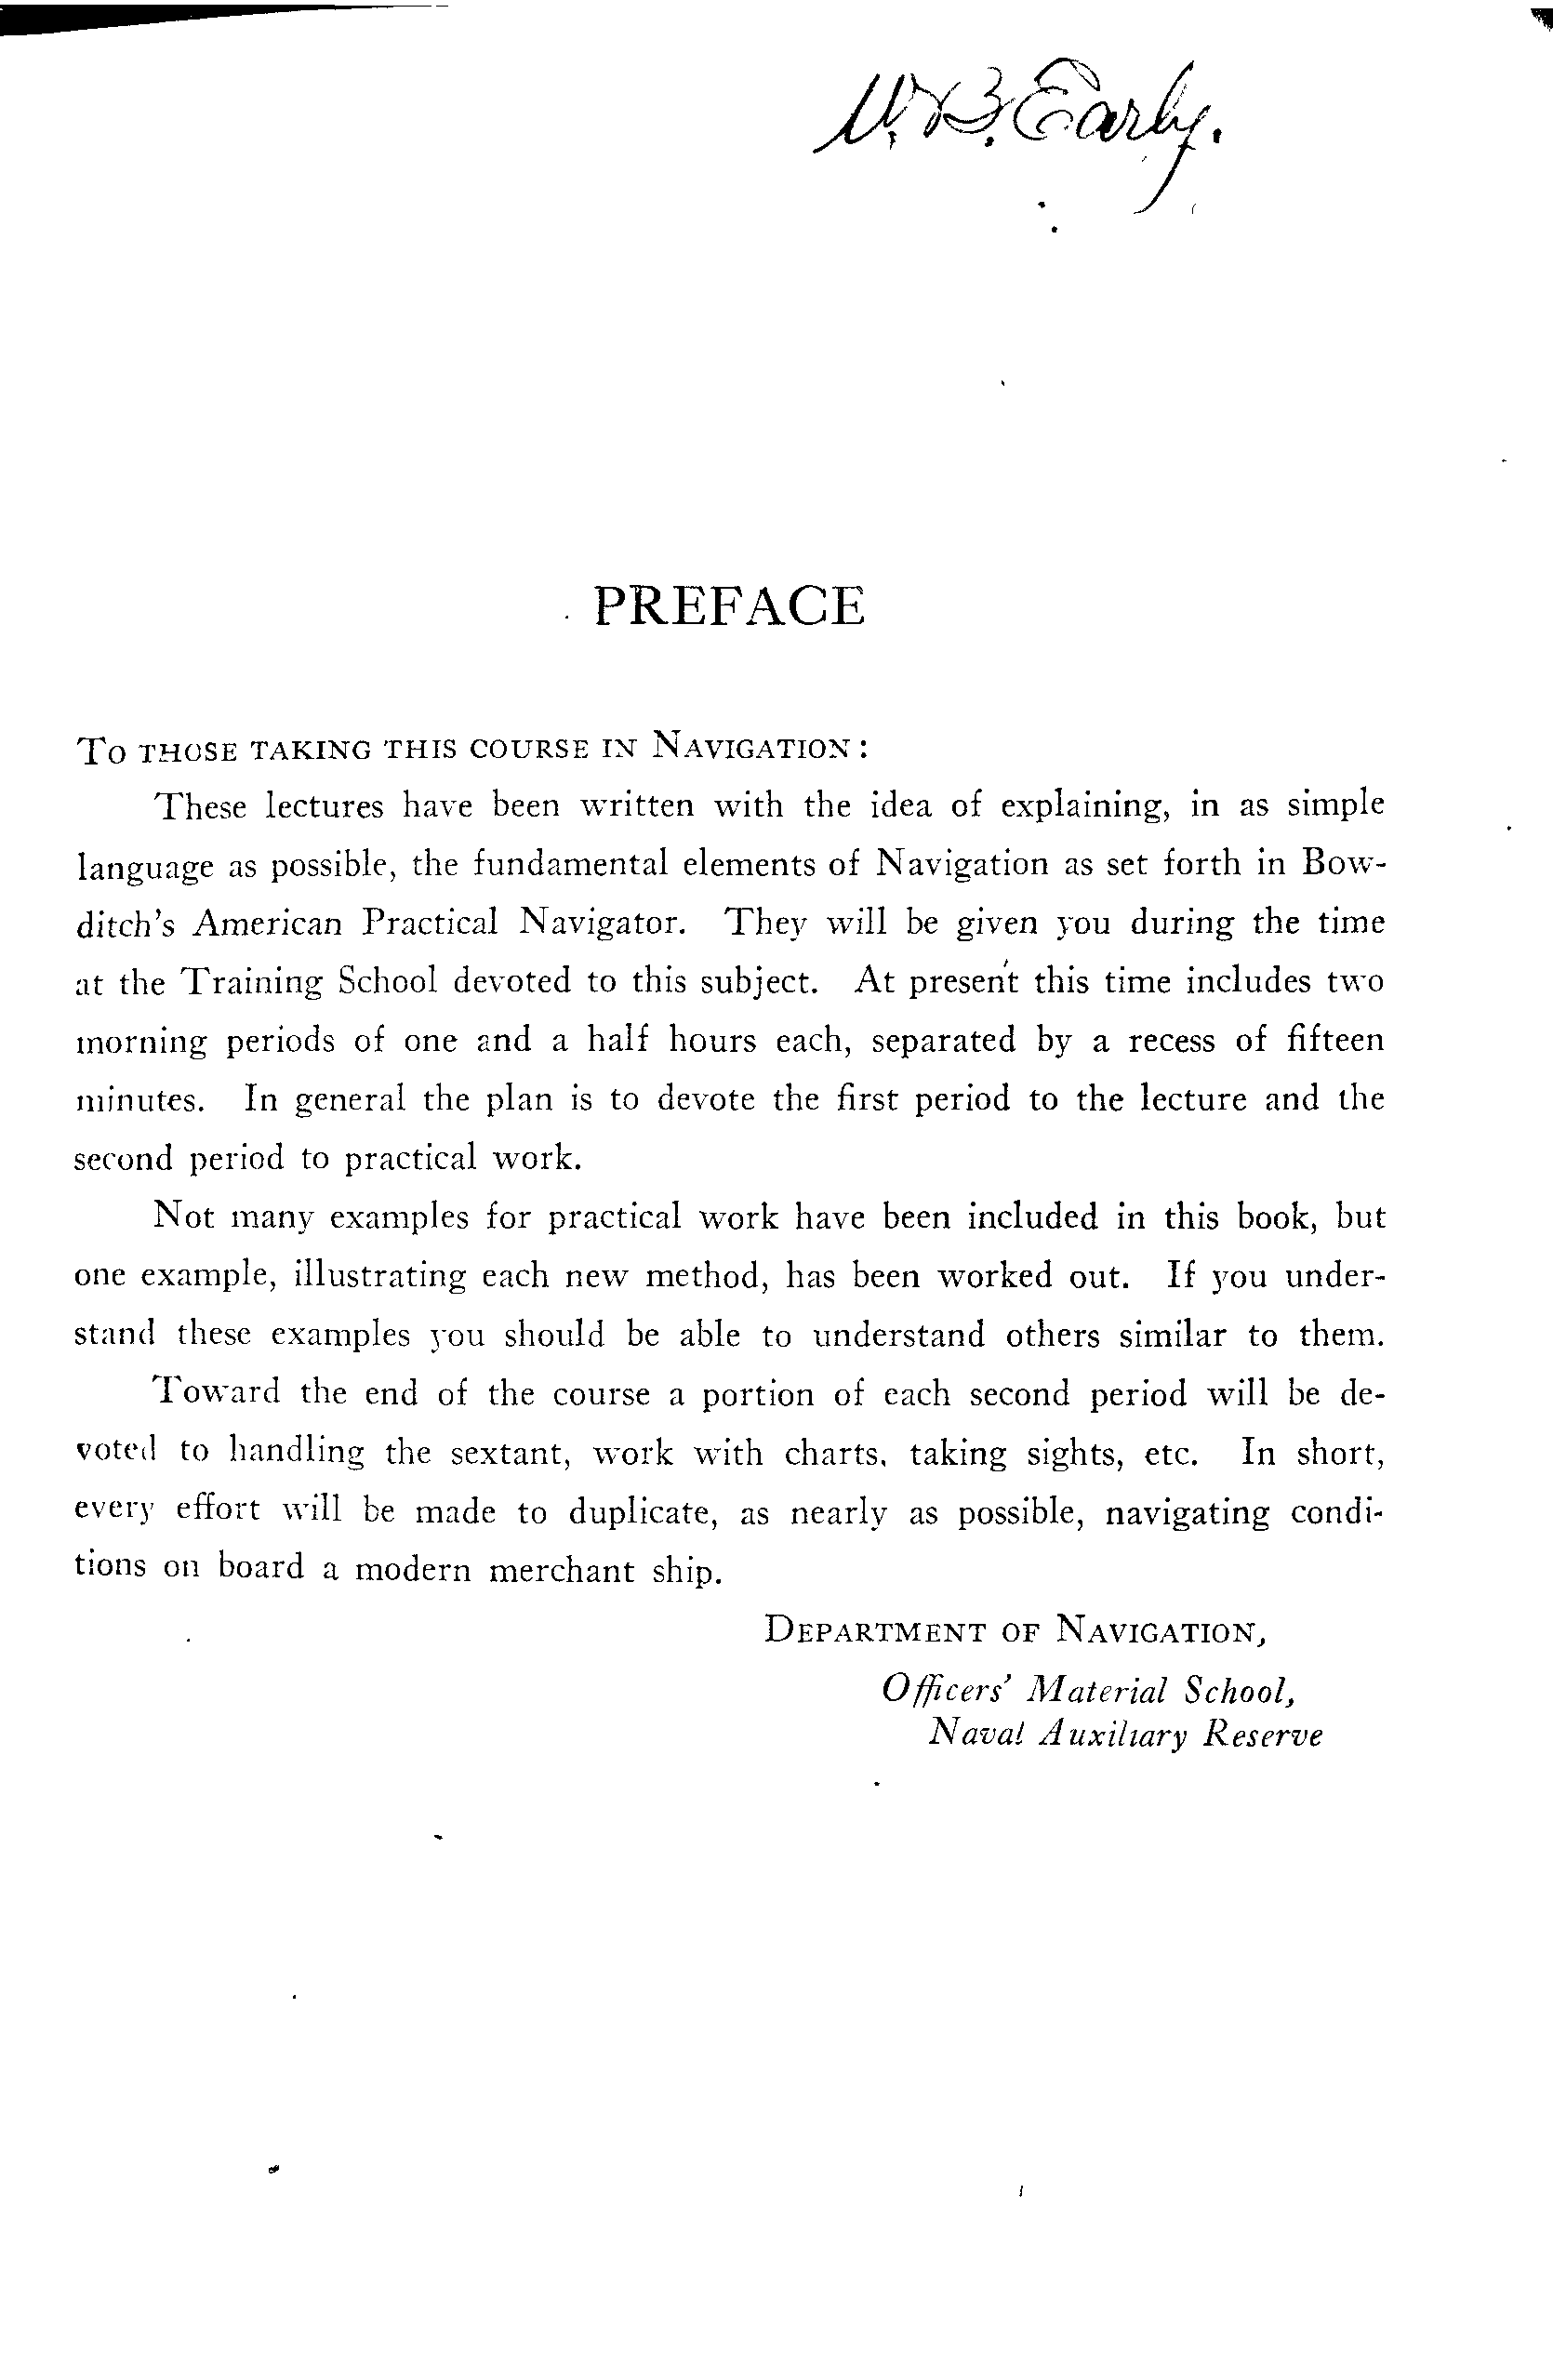 W. B. Early.
PREFACE
To those taking this course in Navigation:
These lectures have been written with the idea of explaining, in as simple
language as possible, the fundamental elements of Navigation as set forth in Bow-
ditch's American Practical Navigator. They will be given you during the time
at the Training School devoted to this subject. At present this time includes two
morning periods of one and a half hours each, separated by a recess of fifteen
minutes. In general the plan is to devote the first period to the lecture and the
second period to practical work.
Not many examples for practical work have been included in this book, but
one example, illustrating each new method, has been worked out. If you under-
stand these examples you should be able to understand others similar to them.
Toward the end of the course a portion of each second period will be de-
voted to handling the sextant, work with charts, taking sights, etc. In short,
every effort will be made to duplicate, as nearly as possible, navigating condi-
tions on board a modern merchant ship.
Department of Navigation,
Officers' Material School,
Naval Auxiliary Reserve